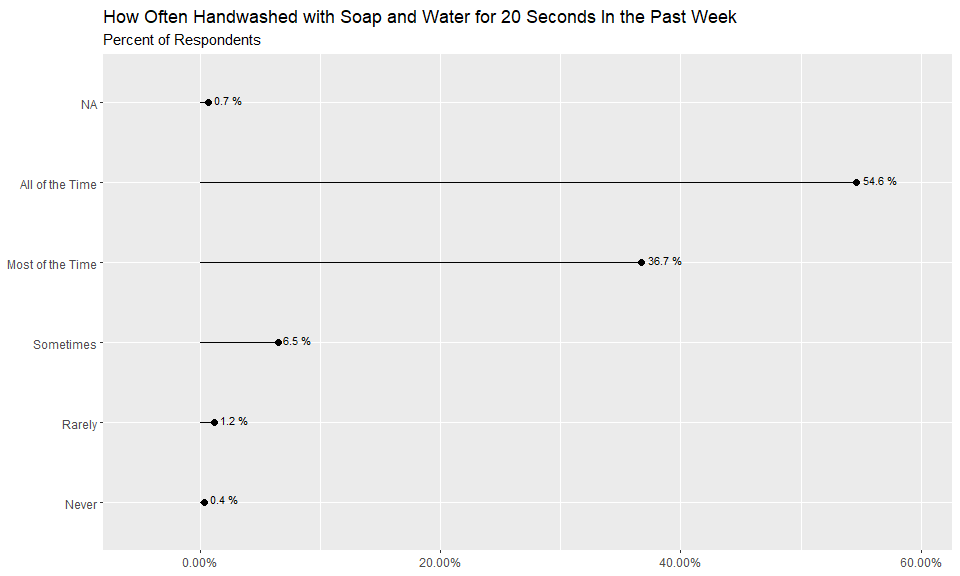 How Often Handwashed with Soap and Water for 20 Seconds In the Past Week
Percent of Respondents
NA
0.7 %
All of the Time
54.6 %
Most of the Time
36.7 %
Sometimes
6.5 %
Rarely
1.2 %
Never
0.4 %
0.00%
20.00%
40.00%
60.00%